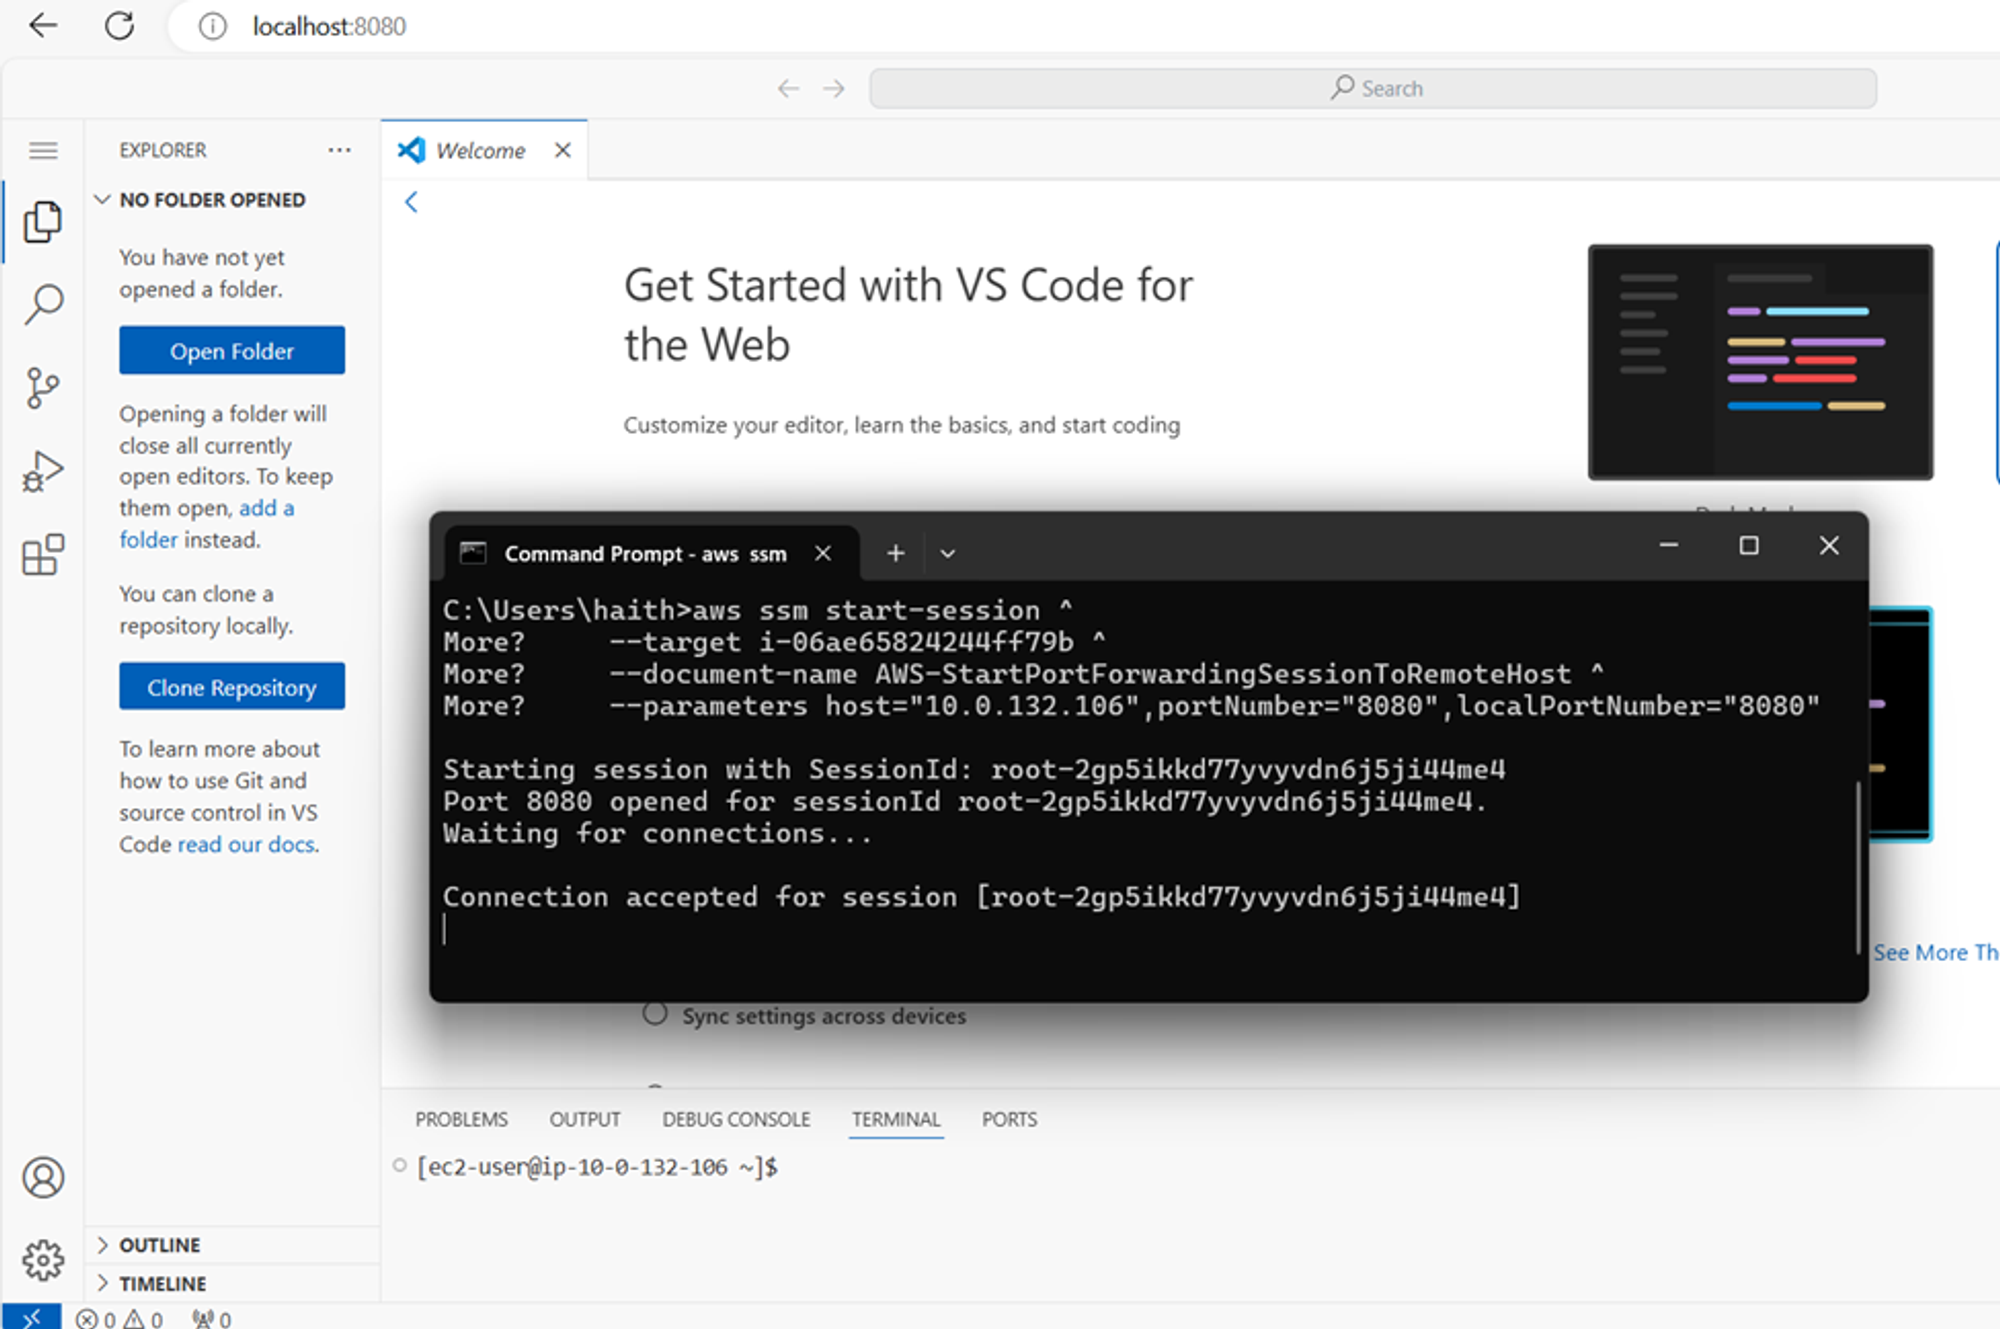 localhost:8080
Search
EXPLORER
Welcome
NO FOLDER OPENED
You have not yet
opened a folder.
Open Folder
Opening a folder will
close all currently
open editors. To keep
them open, add a
folder instead.
You can clone a
repository locally.
Clone Repository
To learn more about
how to use Git and
source control in VS
Code read our docs.
Get Started with VS Code for
the Web
Customize your editor, learn the basics, and start coding
Command Prompt - aws ssm
C:\Users\haith>aws ssm start-session ^
More? --target i-06ae65824244ff79b ^
More? --document-name AWS-StartPortForwardingSessionToRemoteHost ^
More? --parameters host="10.0.132.106",portNumber="8080",localPortNumber="8080"
Starting session with SessionId: root-2gp5ikkd77yvyvdn6j5ji44me4
Port 8080 opened for sessionId root-2gp5ikkd77yvyvdn6j5ji44me4.
Waiting for connections...
Connection accepted for session [root-2gp5ikkd77yvyvdn6j5ji44me4]
See More Th
Sync settings across devices
PROBLEMS OUTPUT DEBUG CONSOLE TERMINAL PORTS
[ec2-user@ip-10-0-132-106 ~]$
OUTLINE
TIMELINE
0 0 0